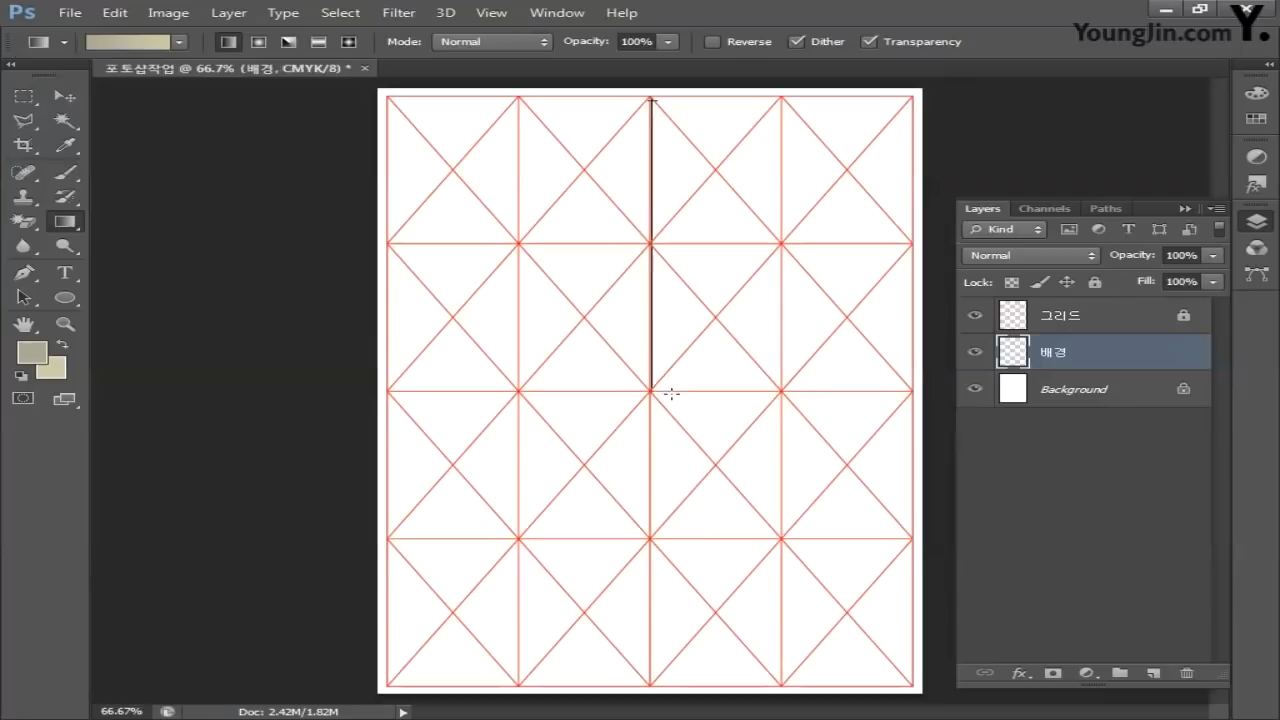 Ps File Edit Image Layer Type Select Filter 3D View Window Help
YoungJin.com Y.
Mode: Normal Opacity: 100% Reverse Dither Transparency
포토샵작업 @ 66.7% (배경, CMYK/8) * ×
Layers Channels Paths
Kind
Normal Opacity: 100%
Lock: Fill: 100%
그리드
배경
Background
fx
66.67% Doc: 2.42M/1.82M